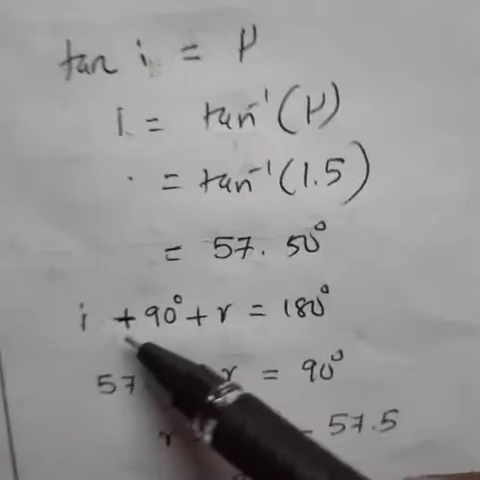 tan i = μ
i = tan⁻¹(μ)
= tan⁻¹(1.5)
= 57.50°
i + 90° + r = 180°
57 r = 90°
r - 57.5